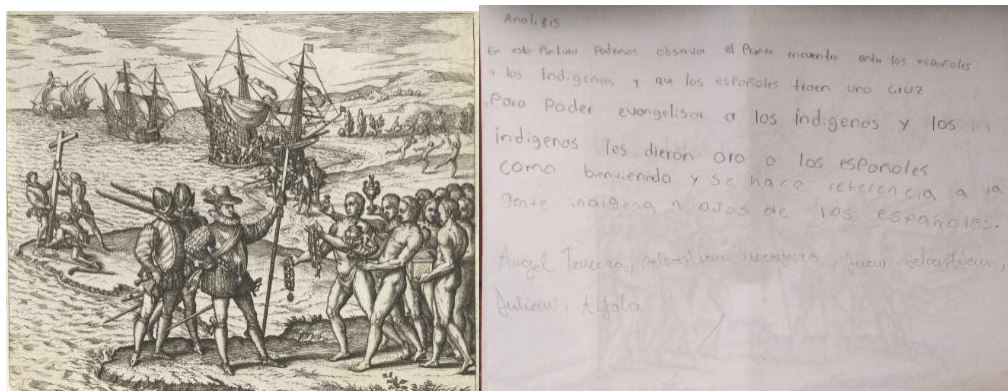 Analisis
En esta Pintura Podemos observar el Primer encuentro entre los españoles
y los indigenas y que los españoles traen una cruz
Para Poder evangelisar a los indigenas y los
indigenas les dieron oro a los españoles
como bienvienida y se hace referencia a la
gente indigena a ojos de los españoles.
Angel Juan Sebastian,
Julian, Ayala